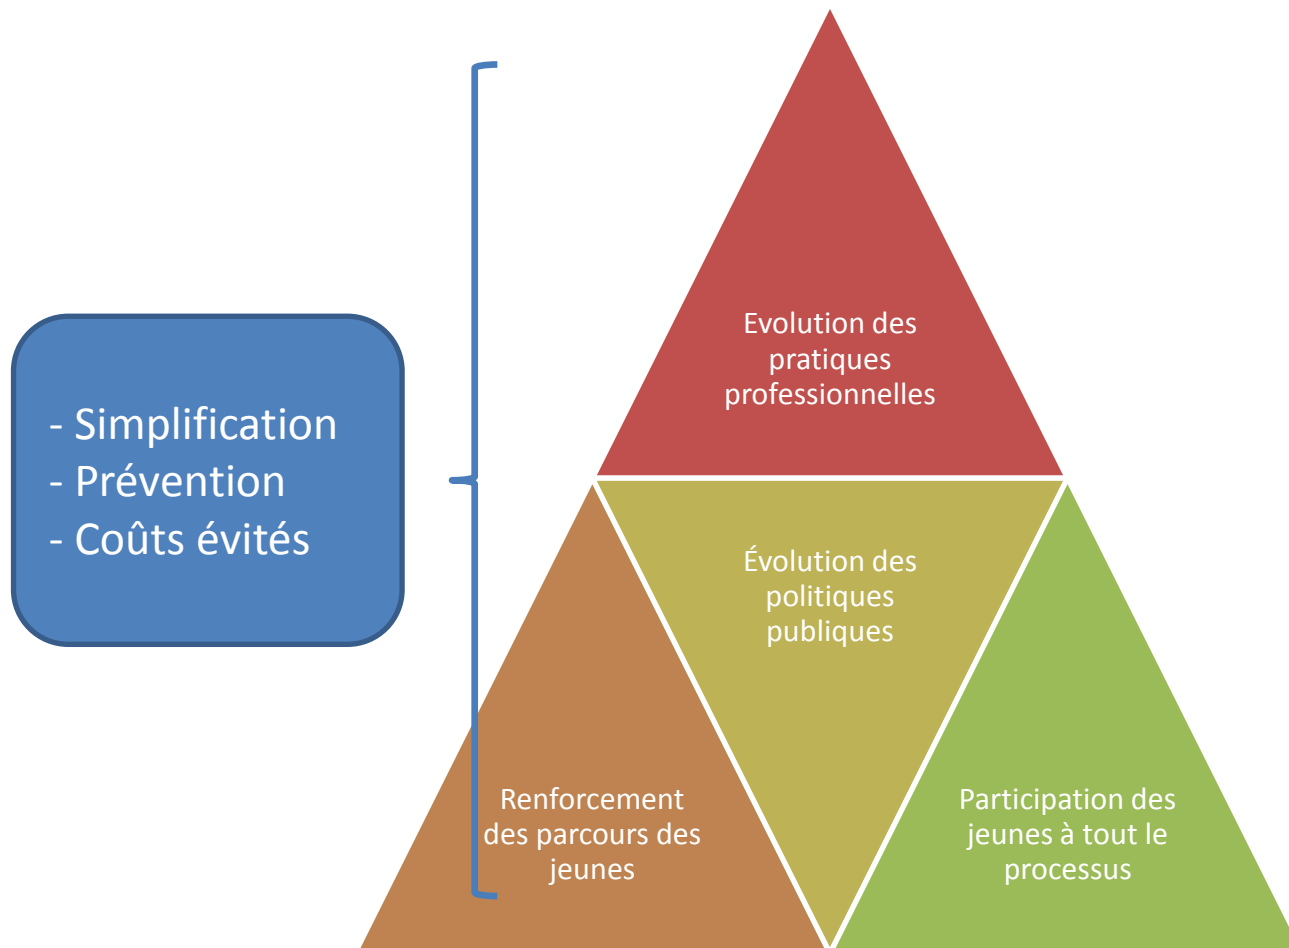 - Simplification
- Prévention
- Coûts évités
Evolution des
pratiques
professionnelles
Évolution des
politiques
publiques
Renforcement
des parcours des
jeunes
Participation des
jeunes à tout le
processus